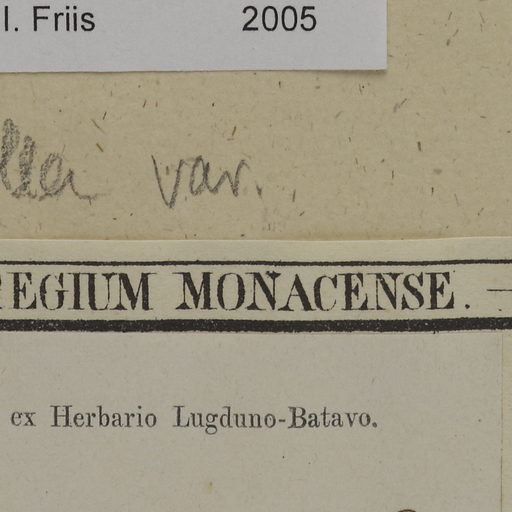 I. Friis 2005
var.
REGIUM MONACENSE. —
ex Herbario Lugduno-Batavo.